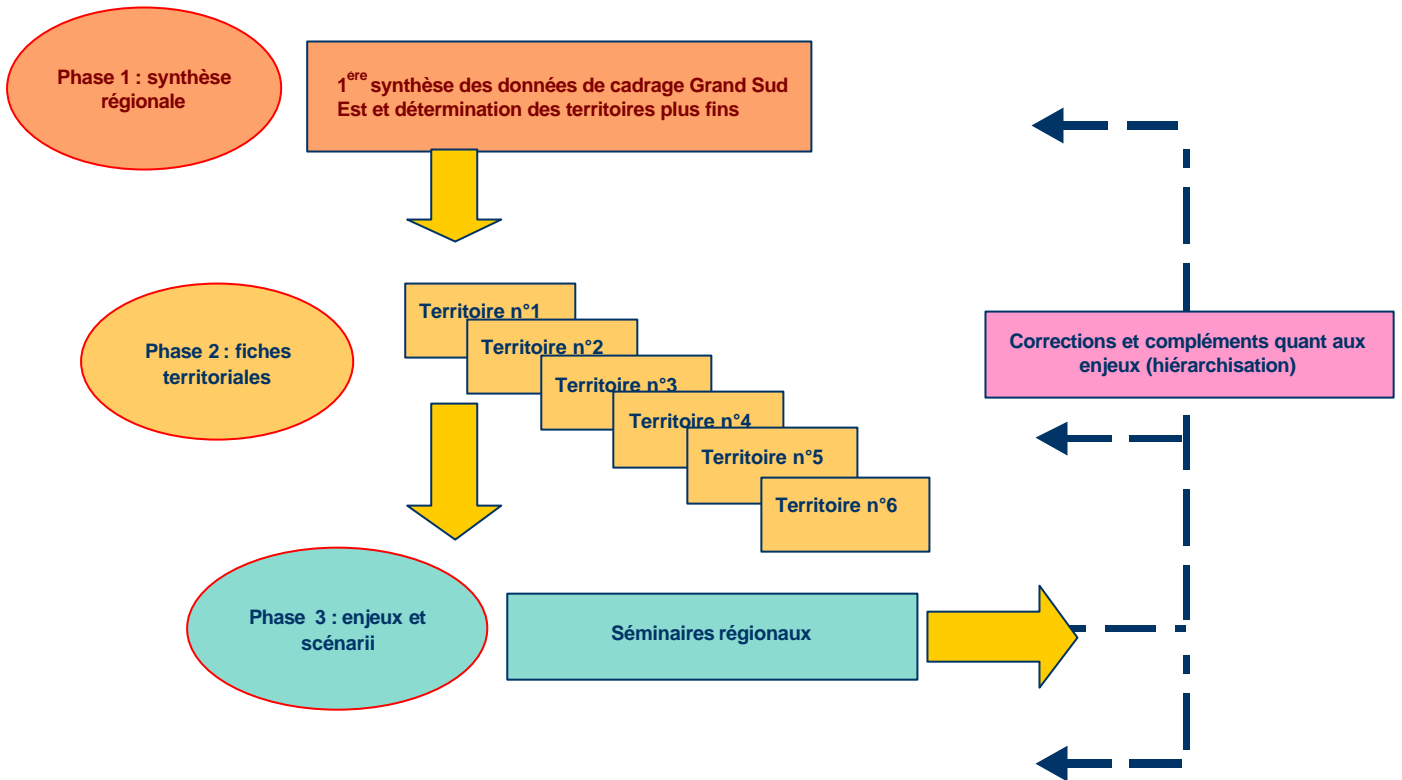 Phase 1 : synthèse
régionale
1ère synthèse des données de cadrage Grand Sud
Est et détermination des territoires plus fins
Phase 2 : fiches
territoriales
Territoire n°1
Territoire n°2
Territoire n°3
Territoire n°4
Territoire n°5
Territoire n°6
Corrections et compléments quant aux
enjeux (hiérarchisation)
Phase 3 : enjeux et
scénarii
Séminaires régionaux